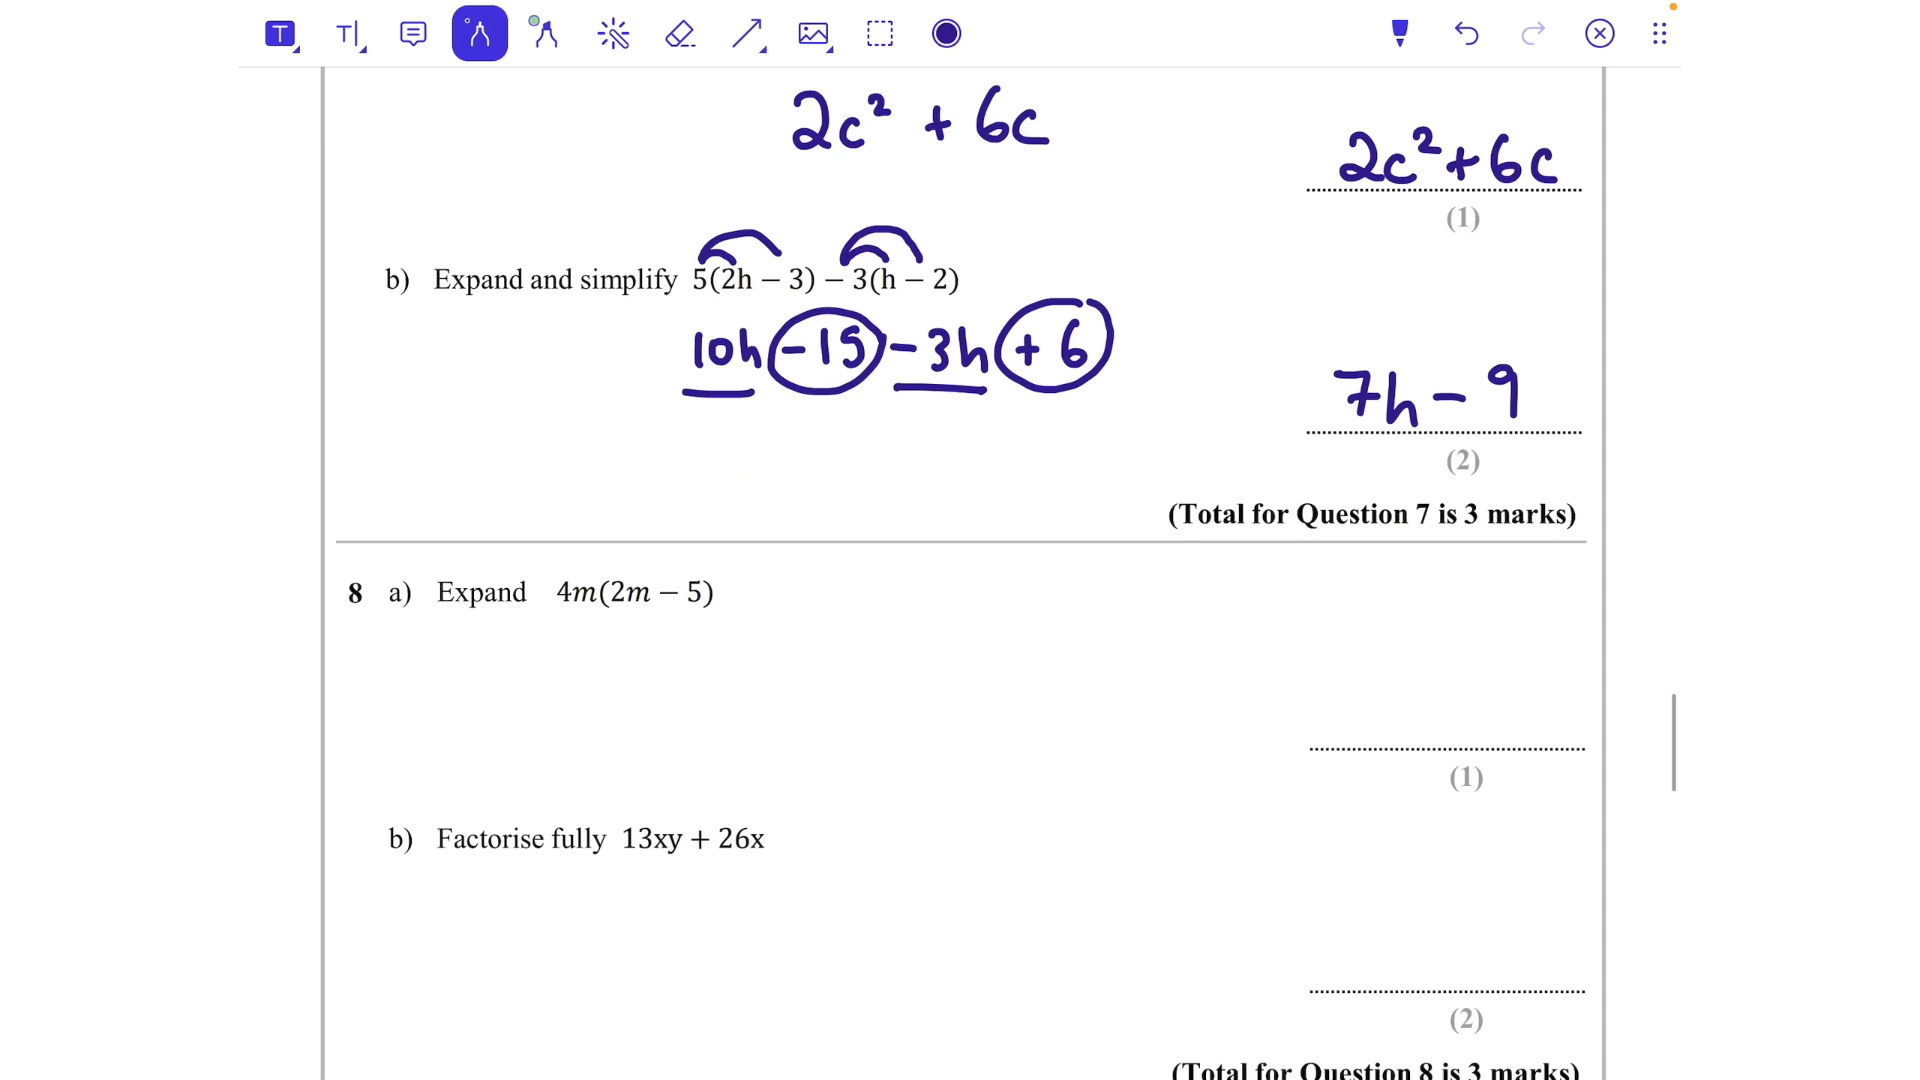 T T|
2c² + 6c
2c² + 6c
(1)
b) Expand and simplify 5(2h − 3) − 3(h − 2)
10h − 15 − 3h + 6
7h − 9
(2)
(Total for Question 7 is 3 marks)
8 a) Expand 4m(2m − 5)
(1)
b) Factorise fully 13xy + 26x
(2)
(Total for Question 8 is 3 marks)